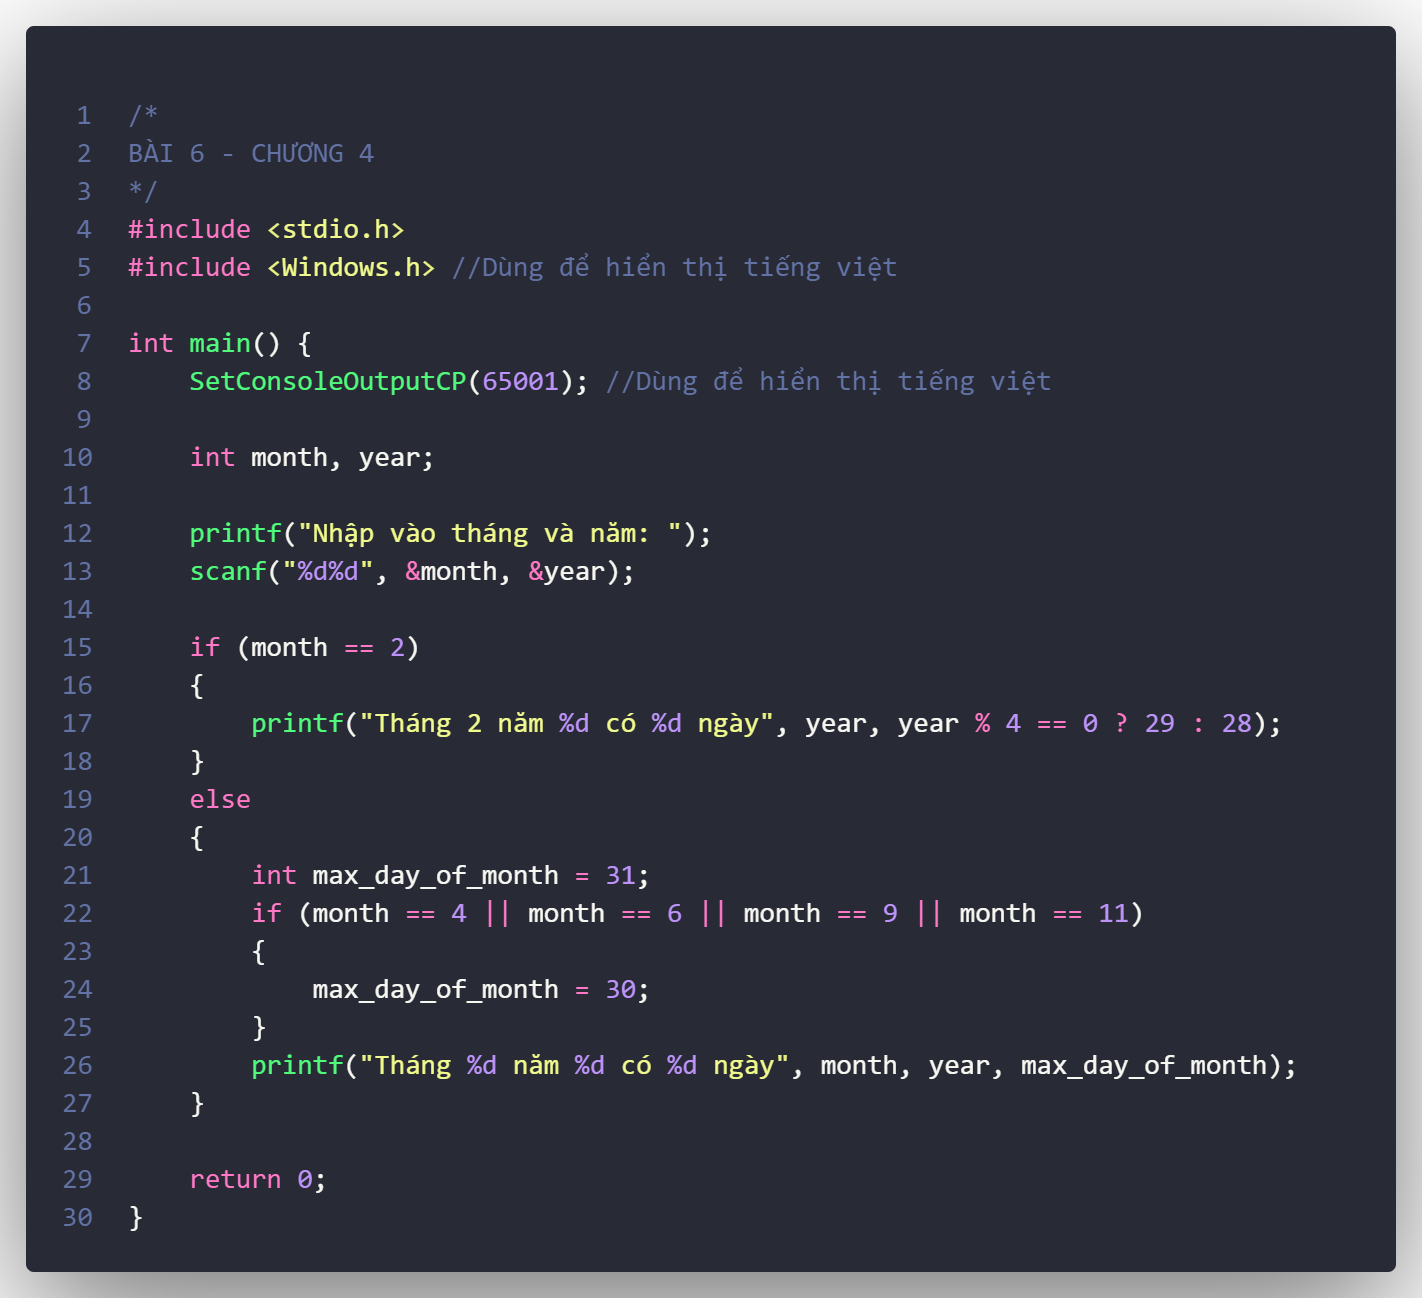 1 /*
2 BÀI 6 - CHƯƠNG 4
3 */
4 #include <stdio.h>
5 #include <Windows.h> //Dùng để hiển thị tiếng việt
6
7 int main() {
8     SetConsoleOutputCP(65001); //Dùng để hiển thị tiếng việt
9
10     int month, year;
11
12     printf("Nhập vào tháng và năm: ");
13     scanf("%d%d", &month, &year);
14
15     if (month == 2)
16     {
17         printf("Tháng 2 năm %d có %d ngày", year, year % 4 == 0 ? 29 : 28);
18     }
19     else
20     {
21         int max_day_of_month = 31;
22         if (month == 4 || month == 6 || month == 9 || month == 11)
23         {
24             max_day_of_month = 30;
25         }
26         printf("Tháng %d năm %d có %d ngày", month, year, max_day_of_month);
27     }
28
29     return 0;
30 }